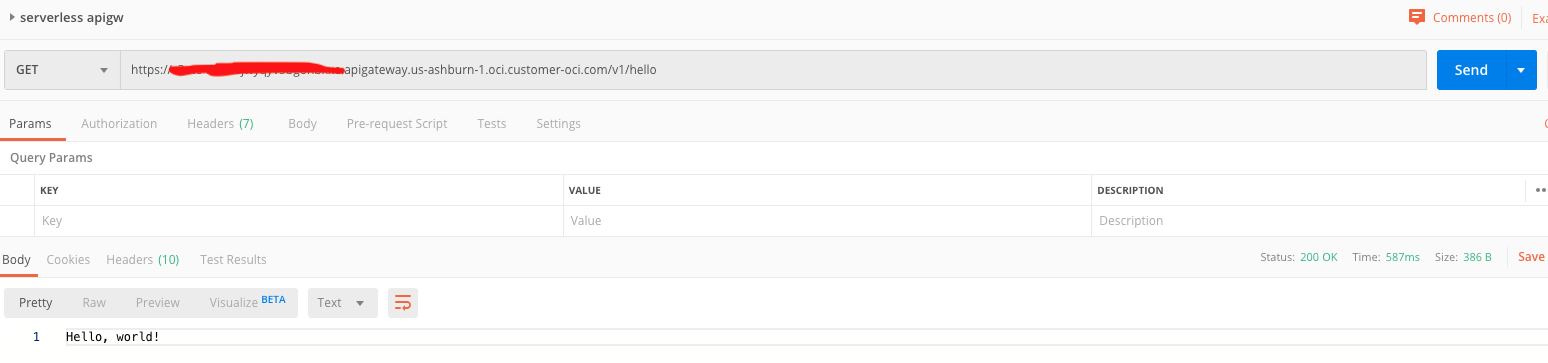 serverless apigw
Comments (0)
GET
https://
.apigateway.us-ashburn-1.oci.customer-oci.com/v1/hello
Send
Params Authorization Headers (7) Body Pre-request Script Tests Settings
Query Params
KEY VALUE DESCRIPTION
Key Value Description
Body Cookies Headers (10) Test Results
Status: 200 OK Time: 587ms Size: 386 B Save
Pretty Raw Preview Visualize BETA Text
1 Hello, world!